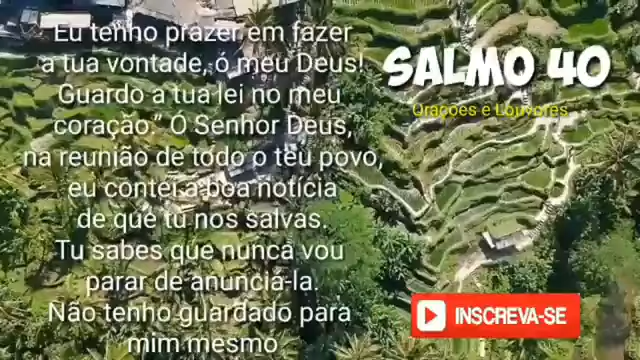 Eu tenho prazer em fazer
a tua vontade, ó meu Deus!
Guardo a tua lei no meu
coração.” Ó Senhor Deus,
na reunião de todo o teu povo,
eu contei a boa notícia
de que tu nos salvas.
Tu sabes que nunca vou
parar de anunciá-la.
Não tenho guardado para
mim mesmo
SALMO 40
Orações e Louvores
INSCREVA-SE